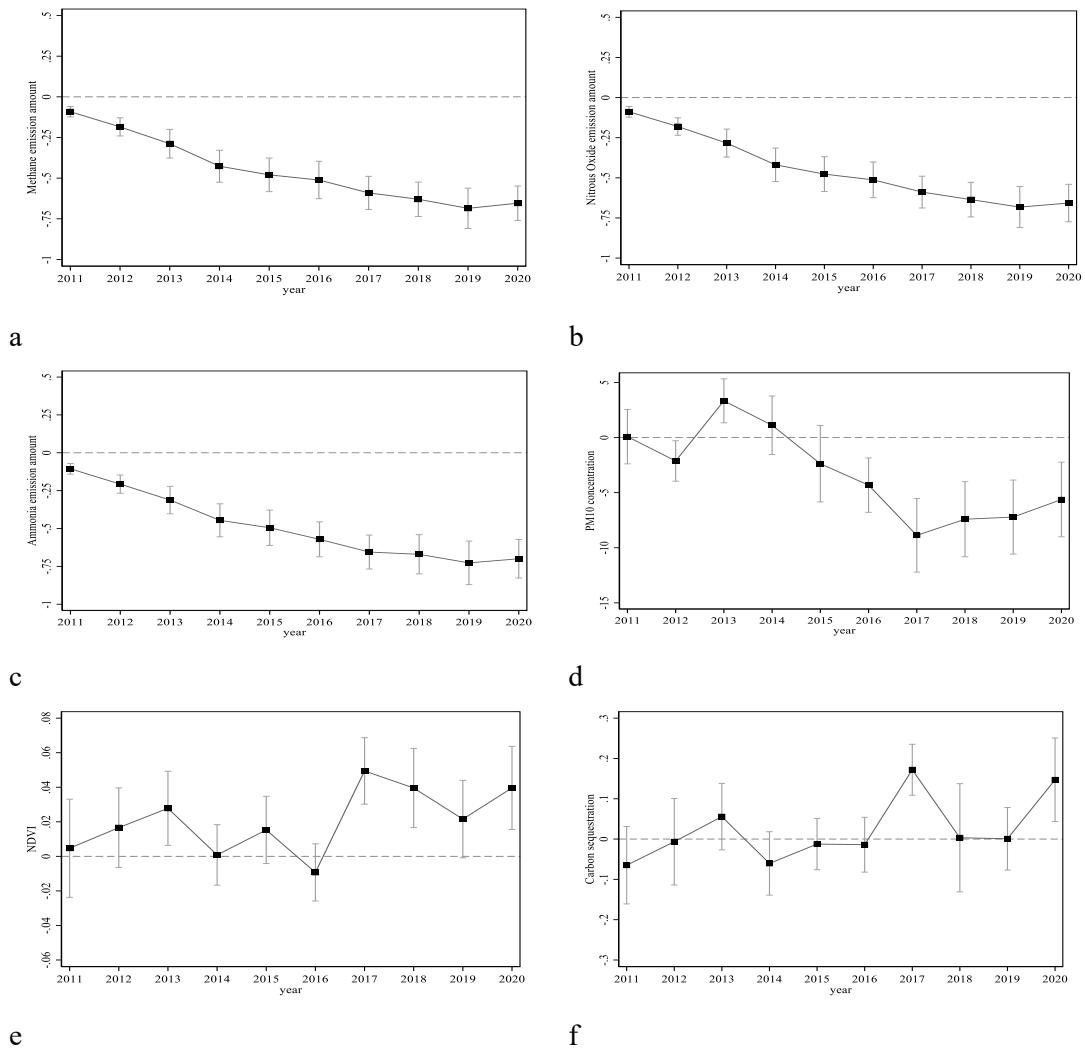 .5
.25
0
-.25
-.5
-.75
-1
Methane emission amount
2011 2012 2013 2014 2015 2016 2017 2018 2019 2020
year
a
.5
.25
0
-.25
-.5
-.75
-1
Nitrous Oxide emission amount
2011 2012 2013 2014 2015 2016 2017 2018 2019 2020
year
b
.5
.25
0
-.25
-.5
-.75
-1
Ammonia emission amount
2011 2012 2013 2014 2015 2016 2017 2018 2019 2020
year
c
5
0
-5
-10
-15
PM10 concentration
2011 2012 2013 2014 2015 2016 2017 2018 2019 2020
year
d
.08
.06
.04
.02
0
-.02
-.04
-.06
NDVI
2011 2012 2013 2014 2015 2016 2017 2018 2019 2020
year
e
.3
.2
.1
0
-.1
-.2
-.3
Carbon sequestration
2011 2012 2013 2014 2015 2016 2017 2018 2019 2020
year
f